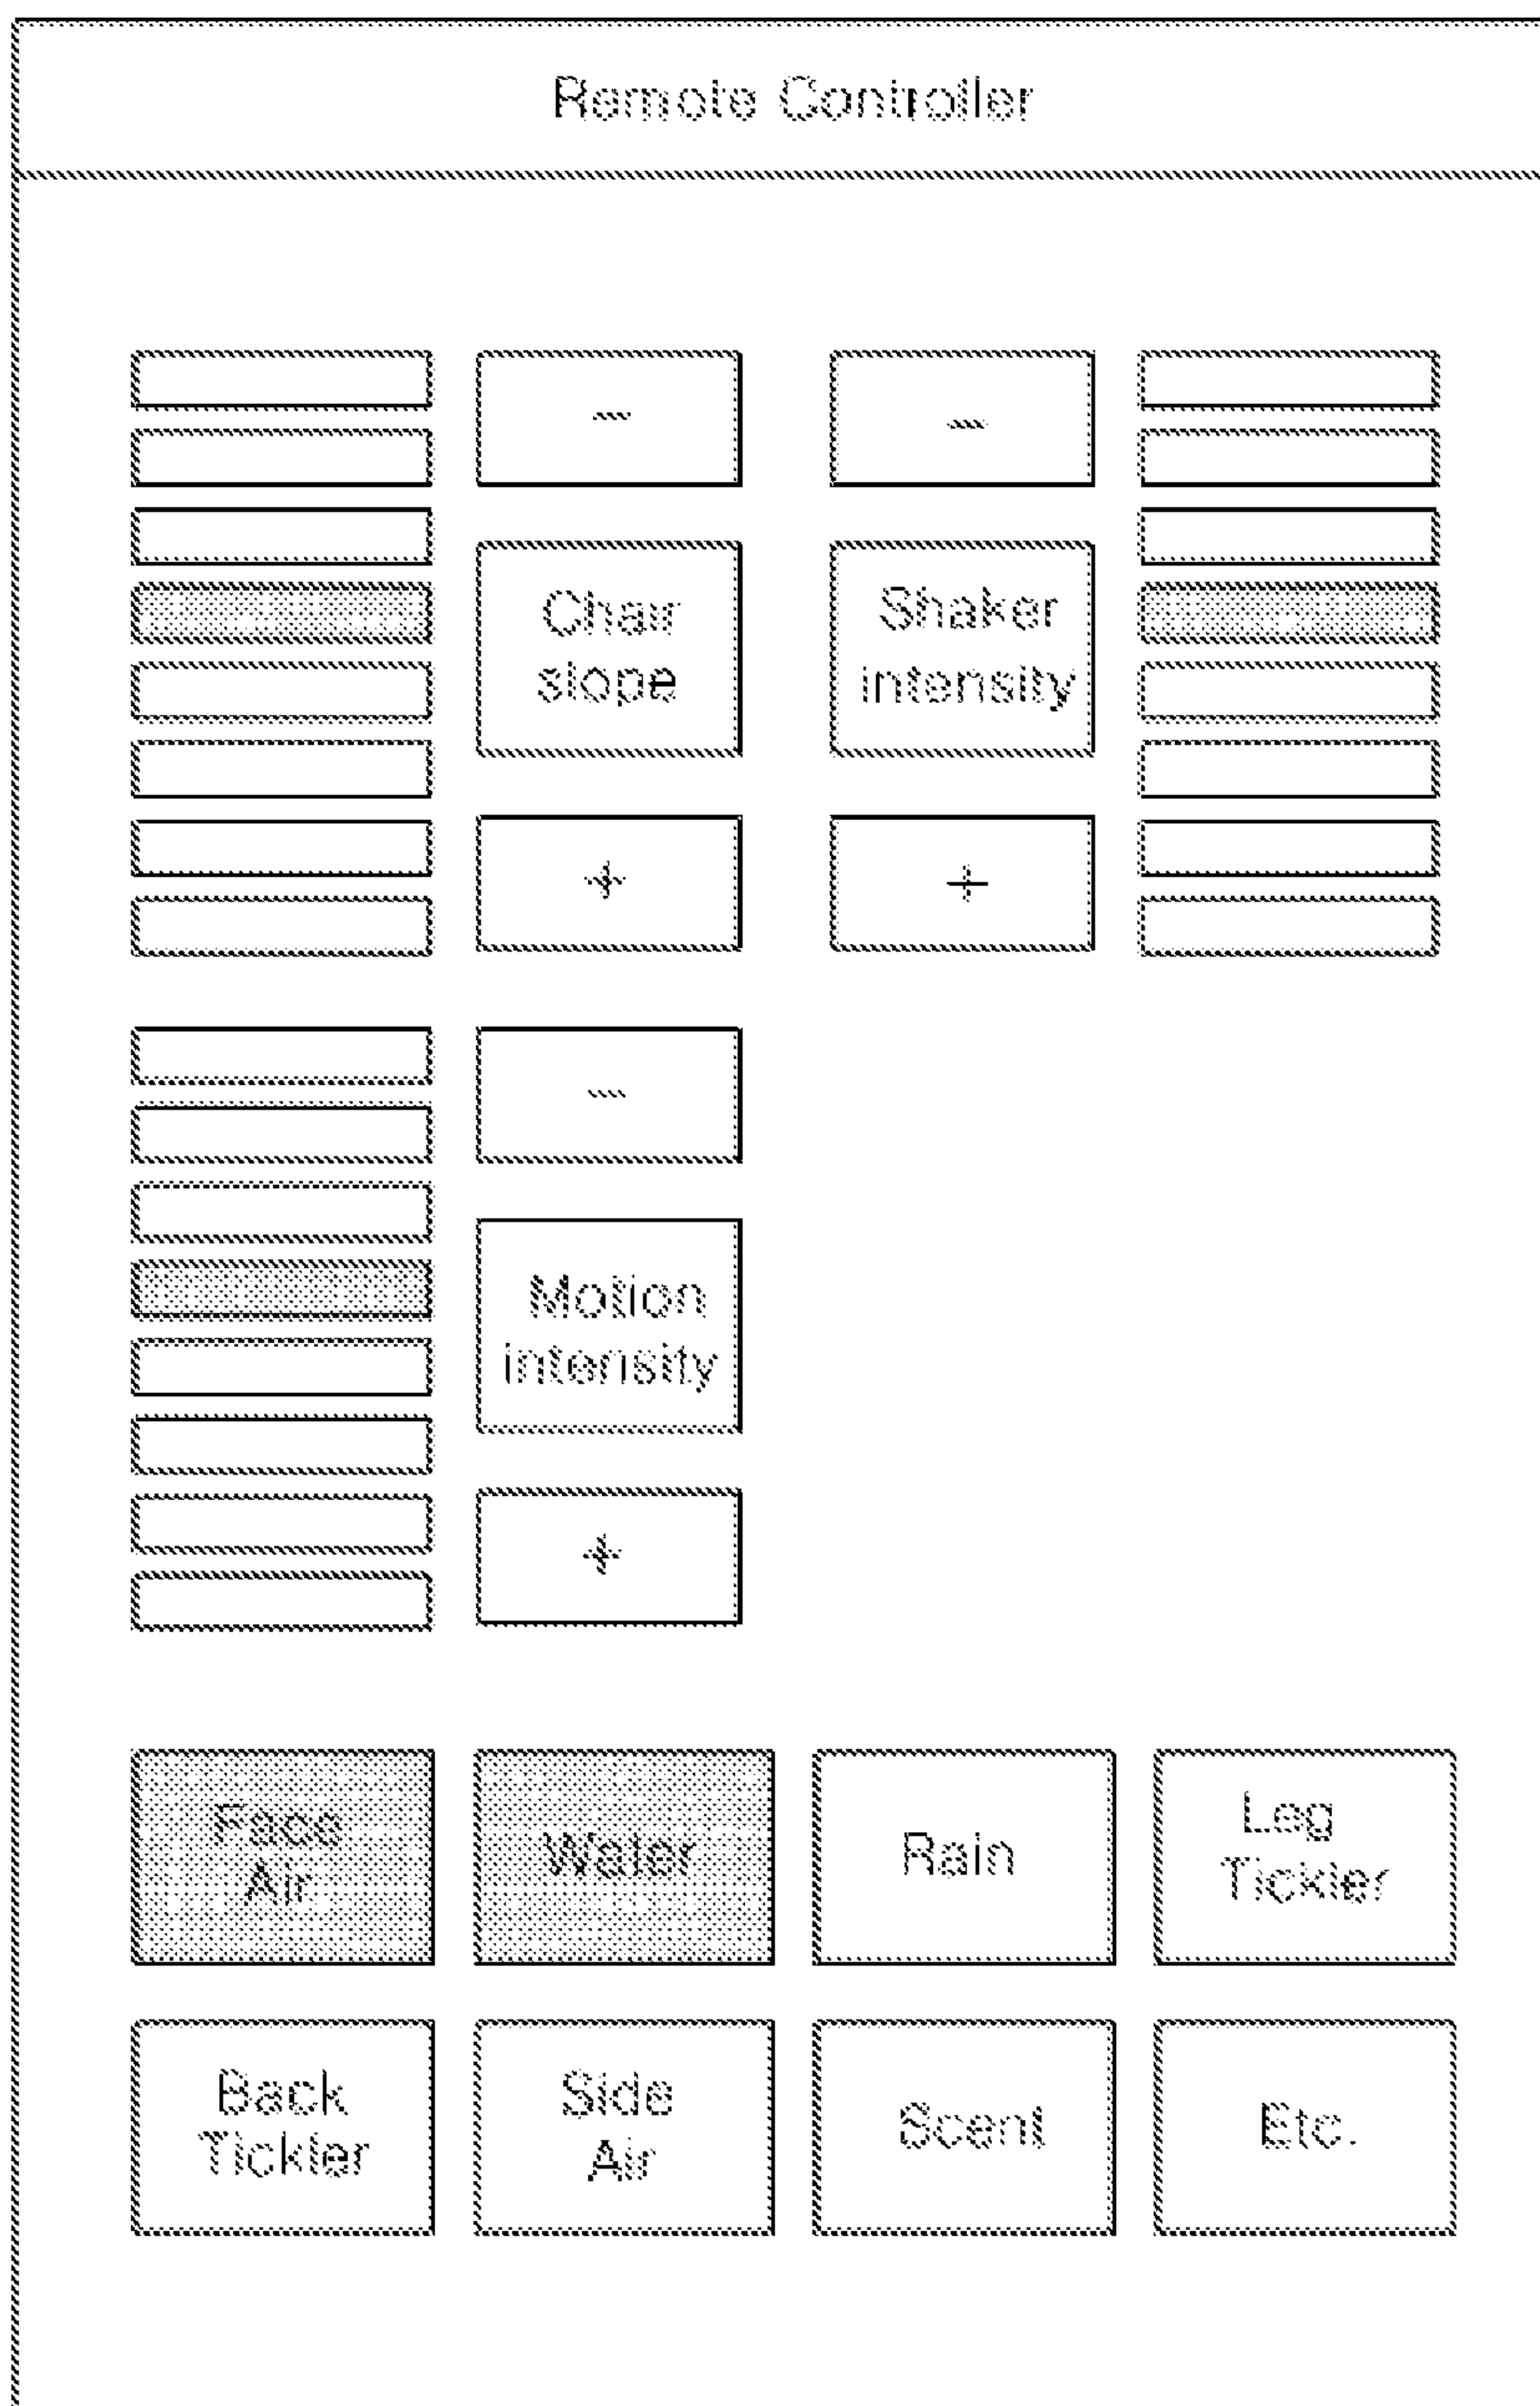 Remote Controller
−
−
Chair
slope
Shaker
intensity
+
+
−
Motion
intensity
+
Face
Air
Water
Rain
Leg
Tickler
Back
Tickler
Side
Air
Scent
Etc.